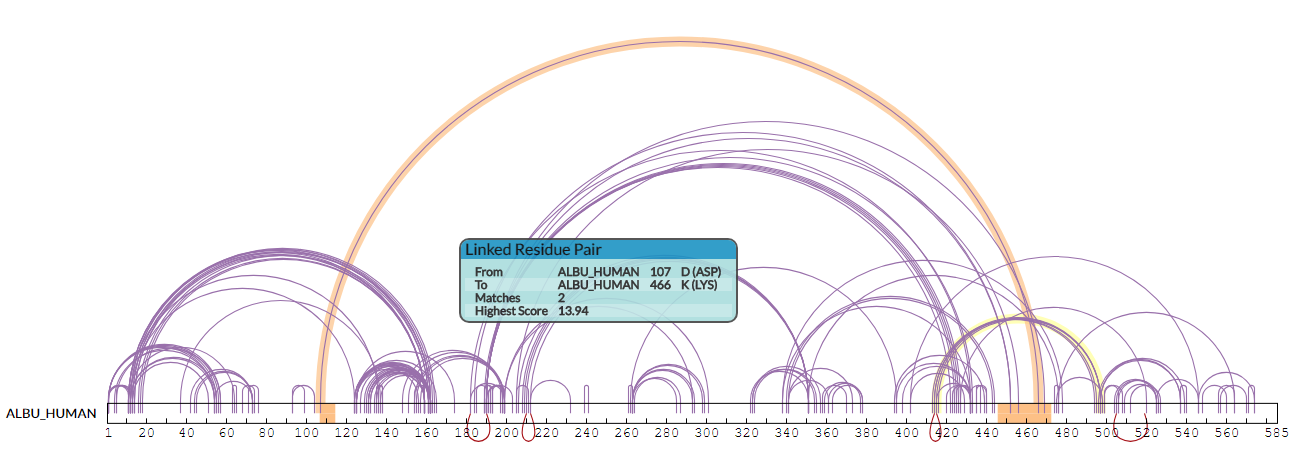 Linked Residue Pair
From ALBU_HUMAN 107 D (ASP)
To ALBU_HUMAN 466 K (LYS)
Matches 2
Highest Score 13.94
ALBU_HUMAN
1 20 40 60 80 100 120 140 160 180 200 220 240 260 280 300 320 340 360 380 400 420 440 460 480 500 520 540 560 585